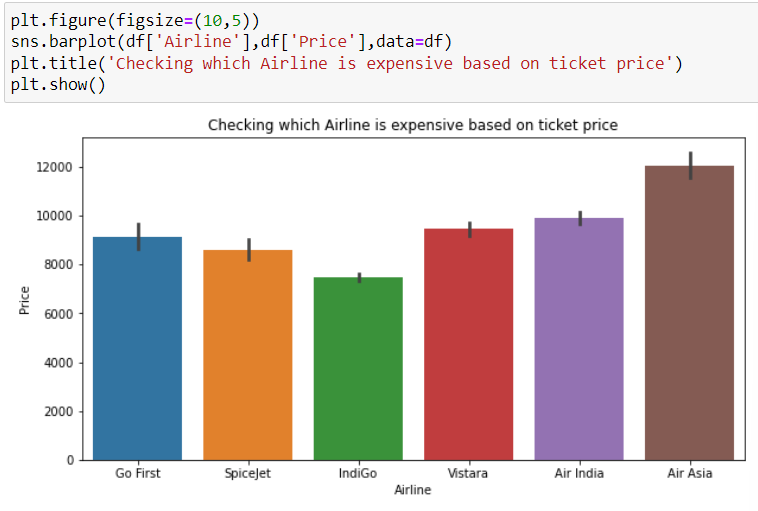 plt.figure(figsize=(10,5))
sns.barplot(df['Airline'],df['Price'],data=df)
plt.title('Checking which Airline is expensive based on ticket price')
plt.show()
Checking which Airline is expensive based on ticket price
12000
10000
8000
6000
4000
2000
0
Price
Go First SpiceJet IndiGo Vistara Air India Air Asia
Airline